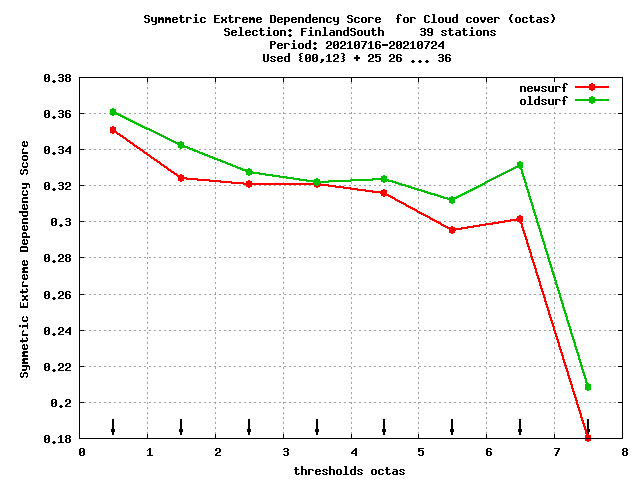 Symmetric Extreme Dependency Score  for Cloud cover (octas)
Selection: FinlandSouth     39 stations
Period: 20210716-20210724
Used {00,12} + 25 26 ... 36
newsurf
oldsurf
Symmetric Extreme Dependency Score
0.38
0.36
0.34
0.32
0.3
0.28
0.26
0.24
0.22
0.2
0.18
0 1 2 3 4 5 6 7 8
thresholds octas